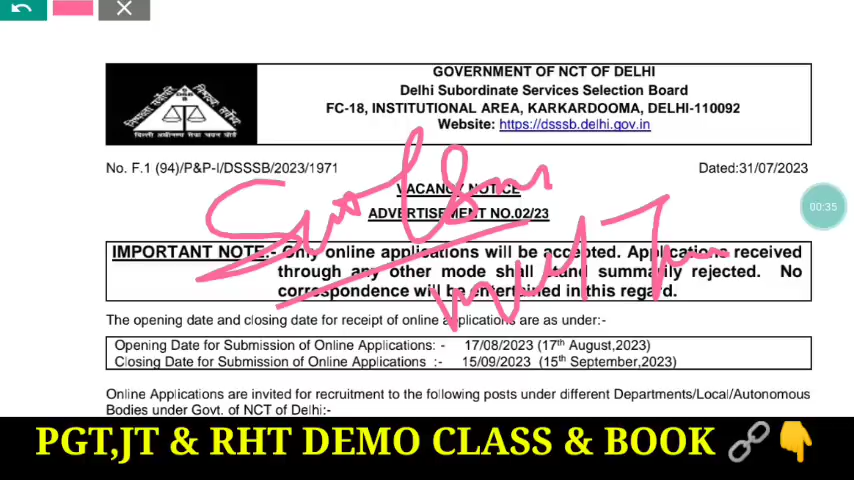 GOVERNMENT OF NCT OF DELHI
Delhi Subordinate Services Selection Board
FC-18, INSTITUTIONAL AREA, KARKARDOOMA, DELHI-110092
Website: https://dsssb.delhi.gov.in
No. F.1 (94)/P&P-I/DSSSB/2023/1971 Dated:31/07/2023
VACANCY NOTICE
ADVERTISEMENT NO.02/23
00:35
IMPORTANT NOTE:- Only online applications will be accepted. Applications received
through any other mode shall stand summarily rejected. No
correspondence will be entertained in this regard.
The opening date and closing date for receipt of online applications are as under:-
Opening Date for Submission of Online Applications: - 17/08/2023 (17th August,2023)
Closing Date for Submission of Online Applications :- 15/09/2023 (15th September,2023)
Online Applications are invited for recruitment to the following posts under different Departments/Local/Autonomous
Bodies under Govt. of NCT of Delhi:-
PGT,JT & RHT DEMO CLASS & BOOK 🔗👇